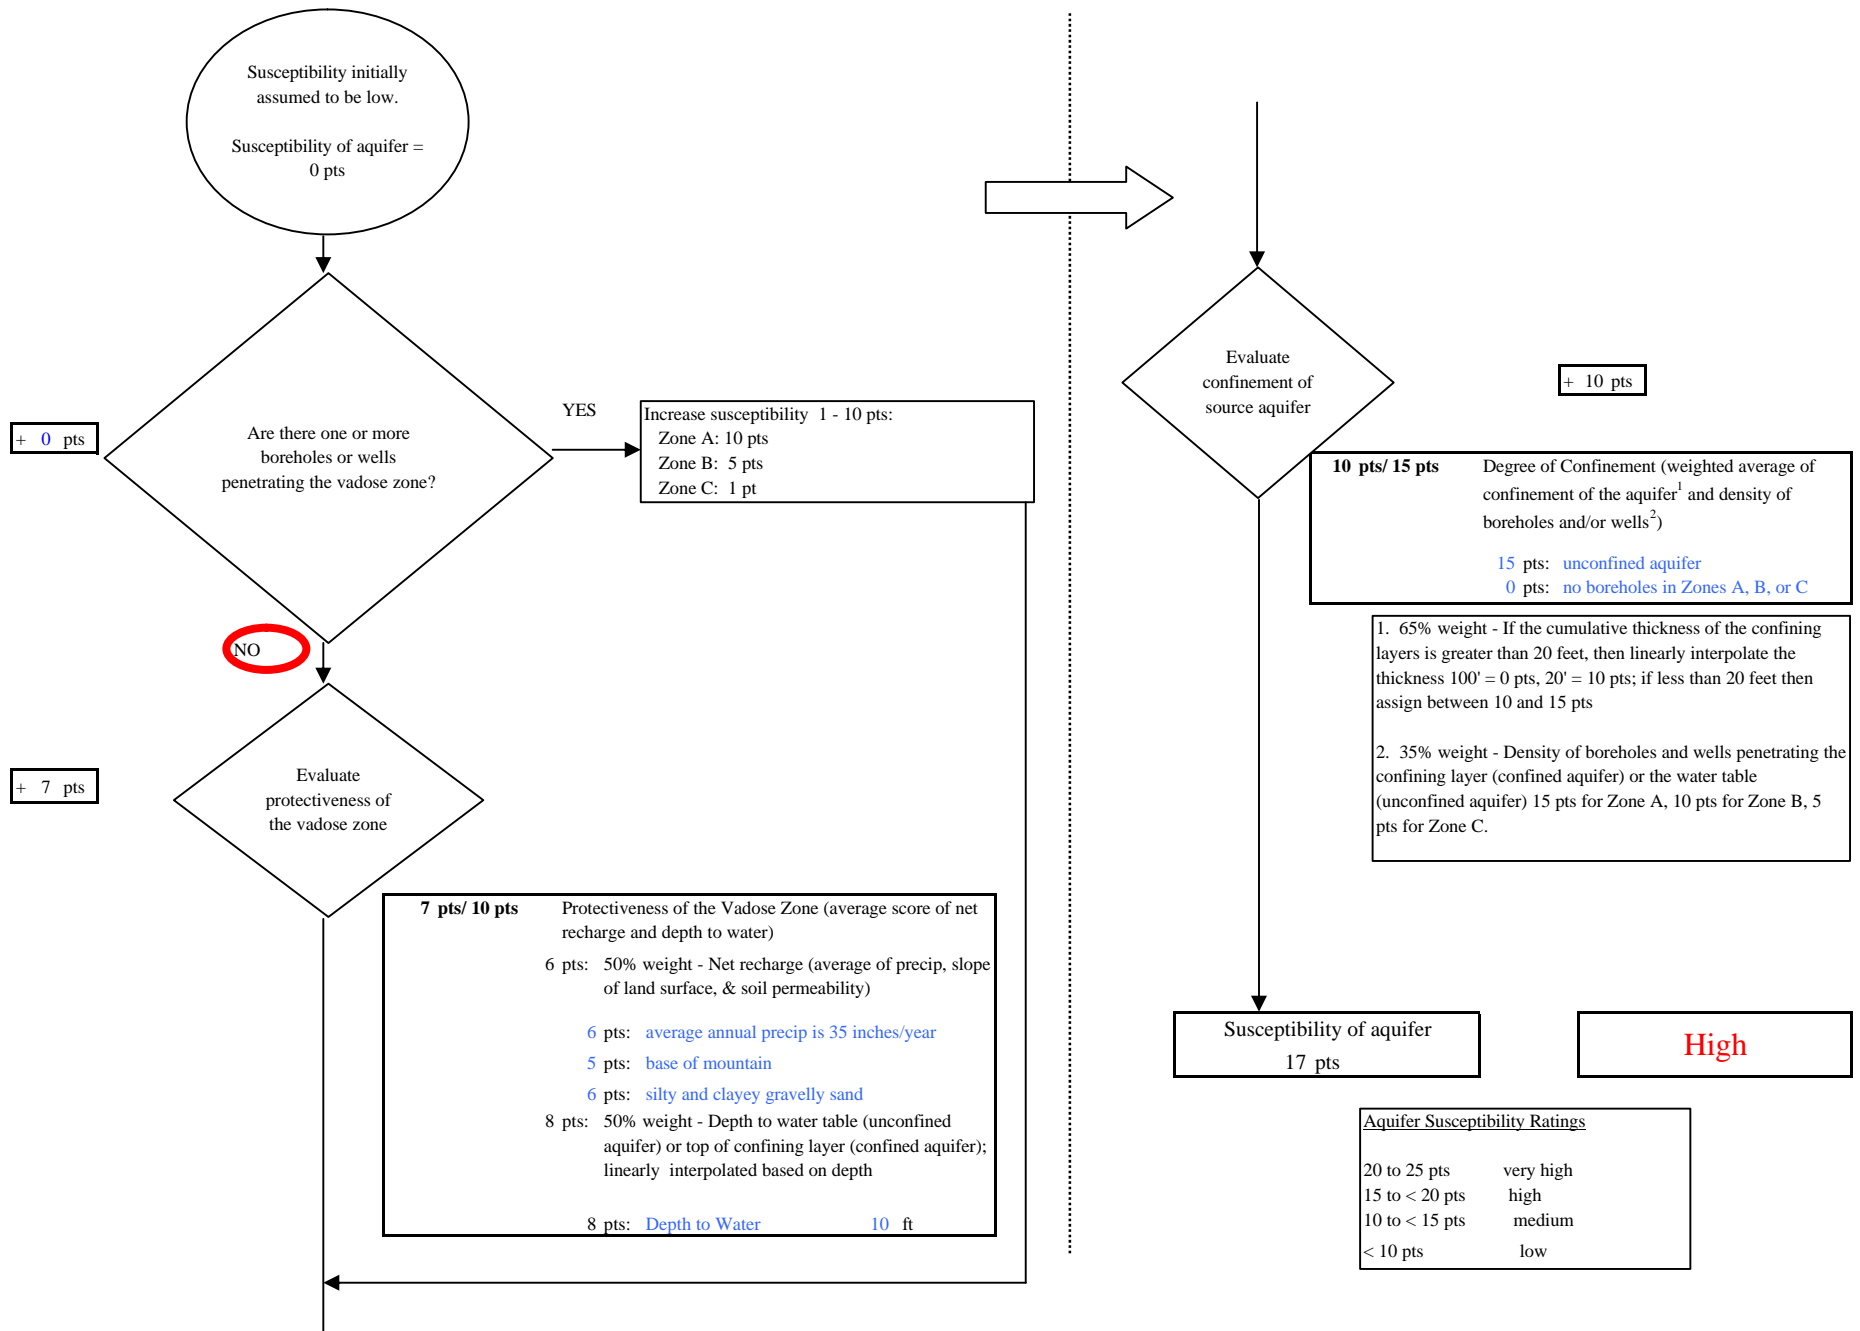 Susceptibility initially
assumed to be low.
Susceptibility of aquifer =
0 pts
+ 0 pts
Are there one or more
boreholes or wells
penetrating the vadose zone?
YES
Increase susceptibility 1 - 10 pts:
Zone A: 10 pts
Zone B: 5 pts
Zone C: 1 pt
NO
+ 7 pts
Evaluate
protectiveness of
the vadose zone
7 pts/ 10 pts Protectiveness of the Vadose Zone (average score of net
recharge and depth to water)
6 pts: 50% weight - Net recharge (average of precip, slope
of land surface, & soil permeability)
6 pts: average annual precip is 35 inches/year
5 pts: base of mountain
6 pts: silty and clayey gravelly sand
8 pts: 50% weight - Depth to water table (unconfined
aquifer) or top of confining layer (confined aquifer);
linearly interpolated based on depth
8 pts: Depth to Water 10 ft
Evaluate
confinement of
source aquifer
+ 10 pts
10 pts/ 15 pts Degree of Confinement (weighted average of
confinement of the aquifer1 and density of
boreholes and/or wells2)
15 pts: unconfined aquifer
0 pts: no boreholes in Zones A, B, or C
1. 65% weight - If the cumulative thickness of the confining
layers is greater than 20 feet, then linearly interpolate the
thickness 100' = 0 pts, 20' = 10 pts; if less than 20 feet then
assign between 10 and 15 pts
2. 35% weight - Density of boreholes and wells penetrating the
confining layer (confined aquifer) or the water table
(unconfined aquifer) 15 pts for Zone A, 10 pts for Zone B, 5
pts for Zone C.
Susceptibility of aquifer
17 pts
High
Aquifer Susceptibility Ratings
20 to 25 pts very high
15 to < 20 pts high
10 to < 15 pts medium
< 10 pts low